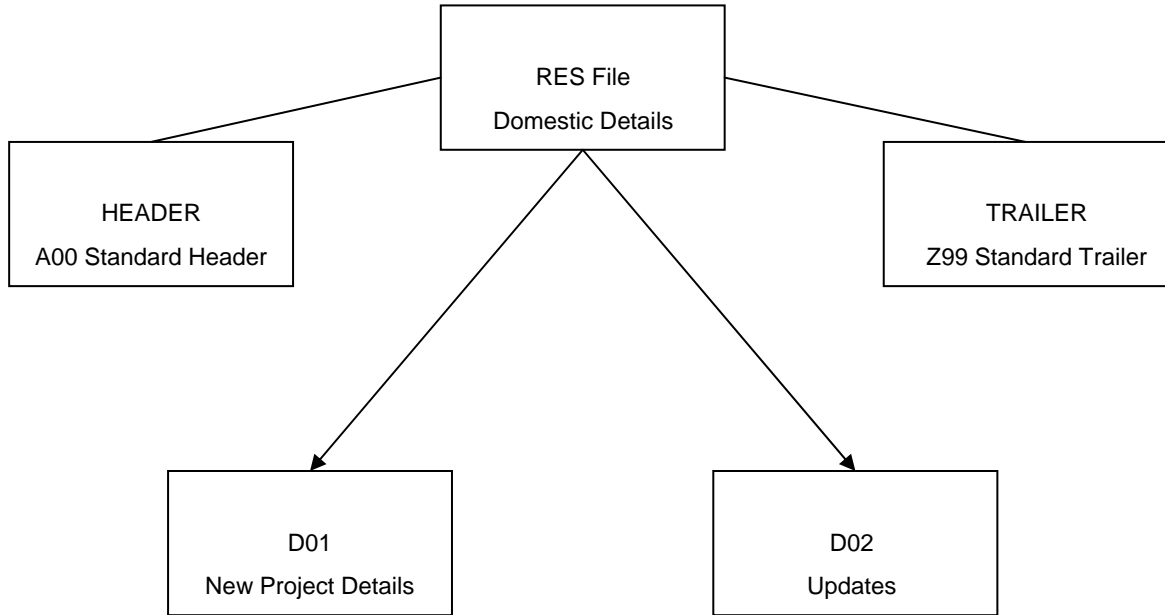 RES File
Domestic Details
HEADER
A00 Standard Header
TRAILER
Z99 Standard Trailer
D01
New Project Details
D02
Updates